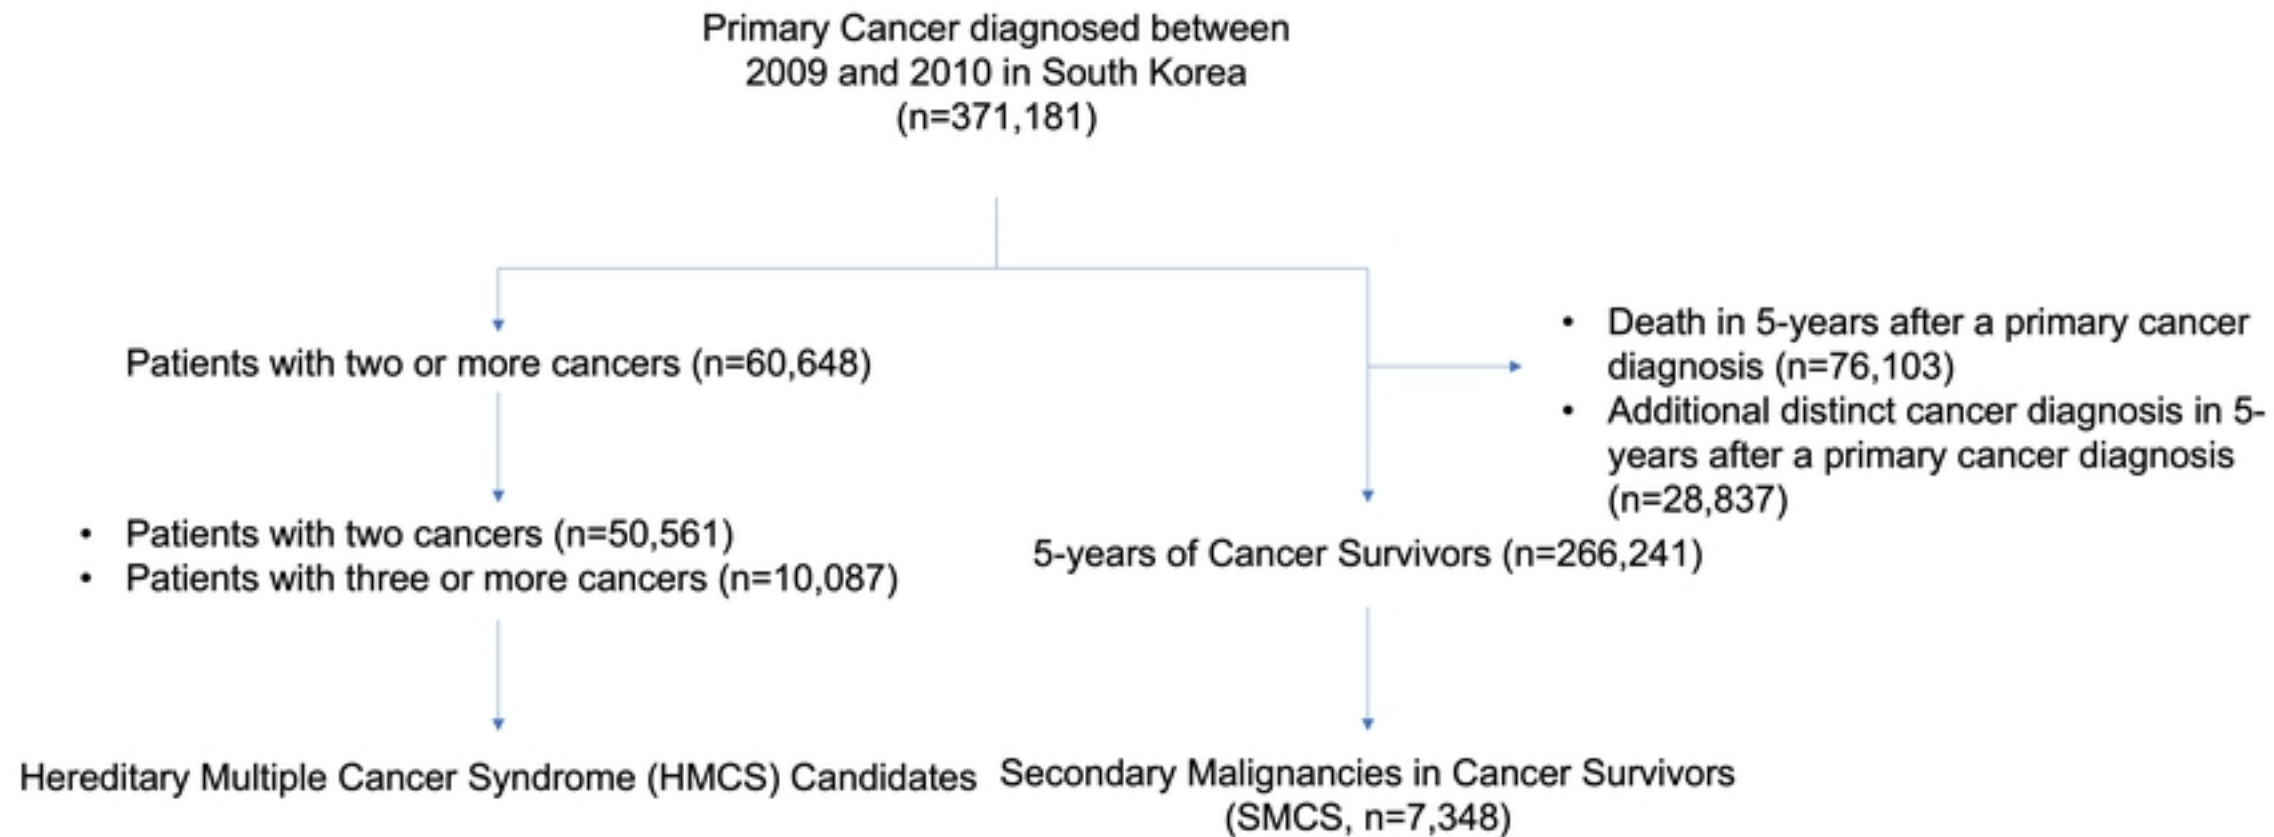 Primary Cancer diagnosed between
2009 and 2010 in South Korea
(n=371,181)
Patients with two or more cancers (n=60,648)
• Death in 5-years after a primary cancer
diagnosis (n=76,103)
• Additional distinct cancer diagnosis in 5-
years after a primary cancer diagnosis
(n=28,837)
• Patients with two cancers (n=50,561)
• Patients with three or more cancers (n=10,087)
5-years of Cancer Survivors (n=266,241)
Hereditary Multiple Cancer Syndrome (HMCS) Candidates
Secondary Malignancies in Cancer Survivors
(SMCS, n=7,348)